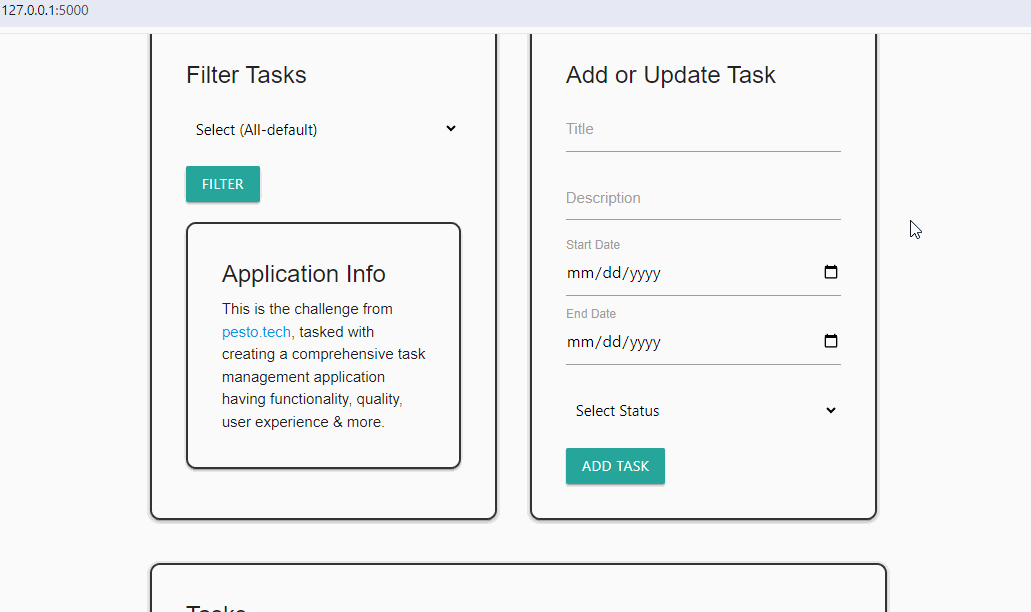 127.0.0.1:5000
Filter Tasks
Select (All-default)
FILTER
Application Info
This is the challenge from
pesto.tech, tasked with
creating a comprehensive task
management application
having functionality, quality,
user experience & more.
Add or Update Task
Title
Description
Start Date
mm/dd/yyyy
End Date
mm/dd/yyyy
Select Status
ADD TASK
Tasks